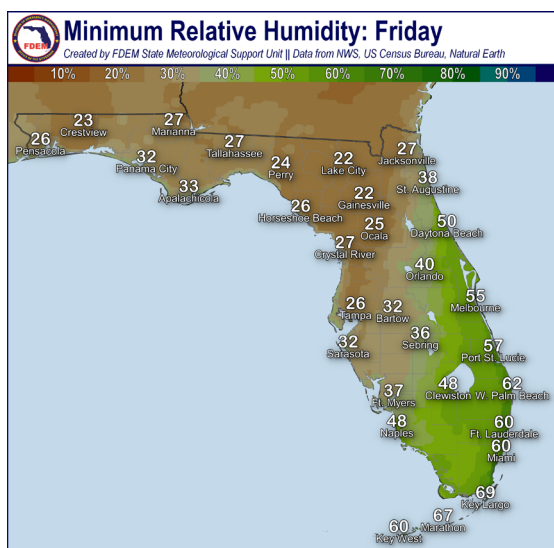 Minimum Relative Humidity: Friday
Created by FDEM State Meteorological Support Unit || Data from NWS, US Census Bureau, Natural Earth
FDEM
10% 20% 30% 40% 50% 60% 70% 80% 90%
23
Crestview
27
Marianna
26
Pensacola
32
Panama City
27
Tallahassee
33
Apalachicola
24
Perry
22
Lake City
27
Jacksonville
38
St. Augustine
22
Gainesville
26
Horseshoe Beach
25
Ocala
50
Daytona Beach
27
Crystal River
40
Orlando
55
Melbourne
26
Tampa
32
Bartow
32
Sarasota
36
Sebring
57
Port St. Lucie
37
Ft. Myers
48
Clewiston
62
W. Palm Beach
48
Naples
60
Ft. Lauderdale
60
Miami
69
Key Largo
67
Marathon
60
Key West